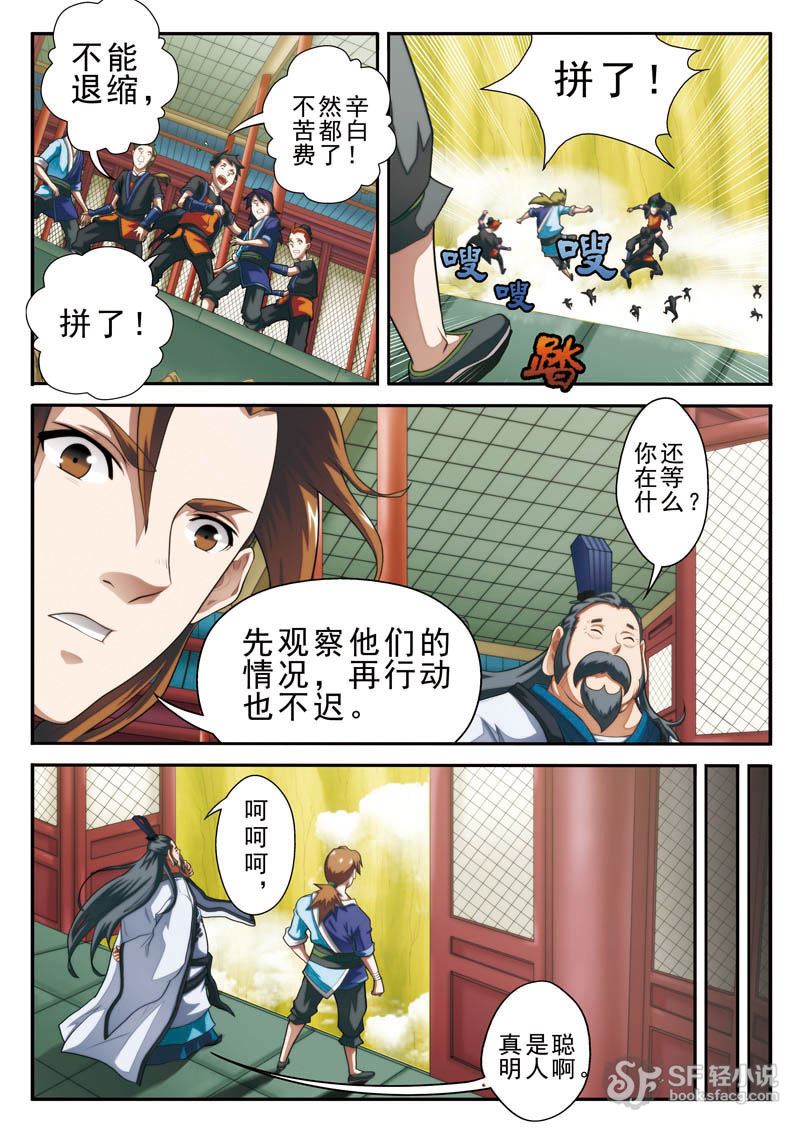 不能
退缩，
不然辛
苦都白
费了！
拼了！
拼了！
嗖
嗖
嗖
踏
你还
在等
什么？
先观察他们的
情况，再行动
也不迟。
呵
呵
呵，
真是聪
明人啊。
SF轻小说
book.sfacg.com